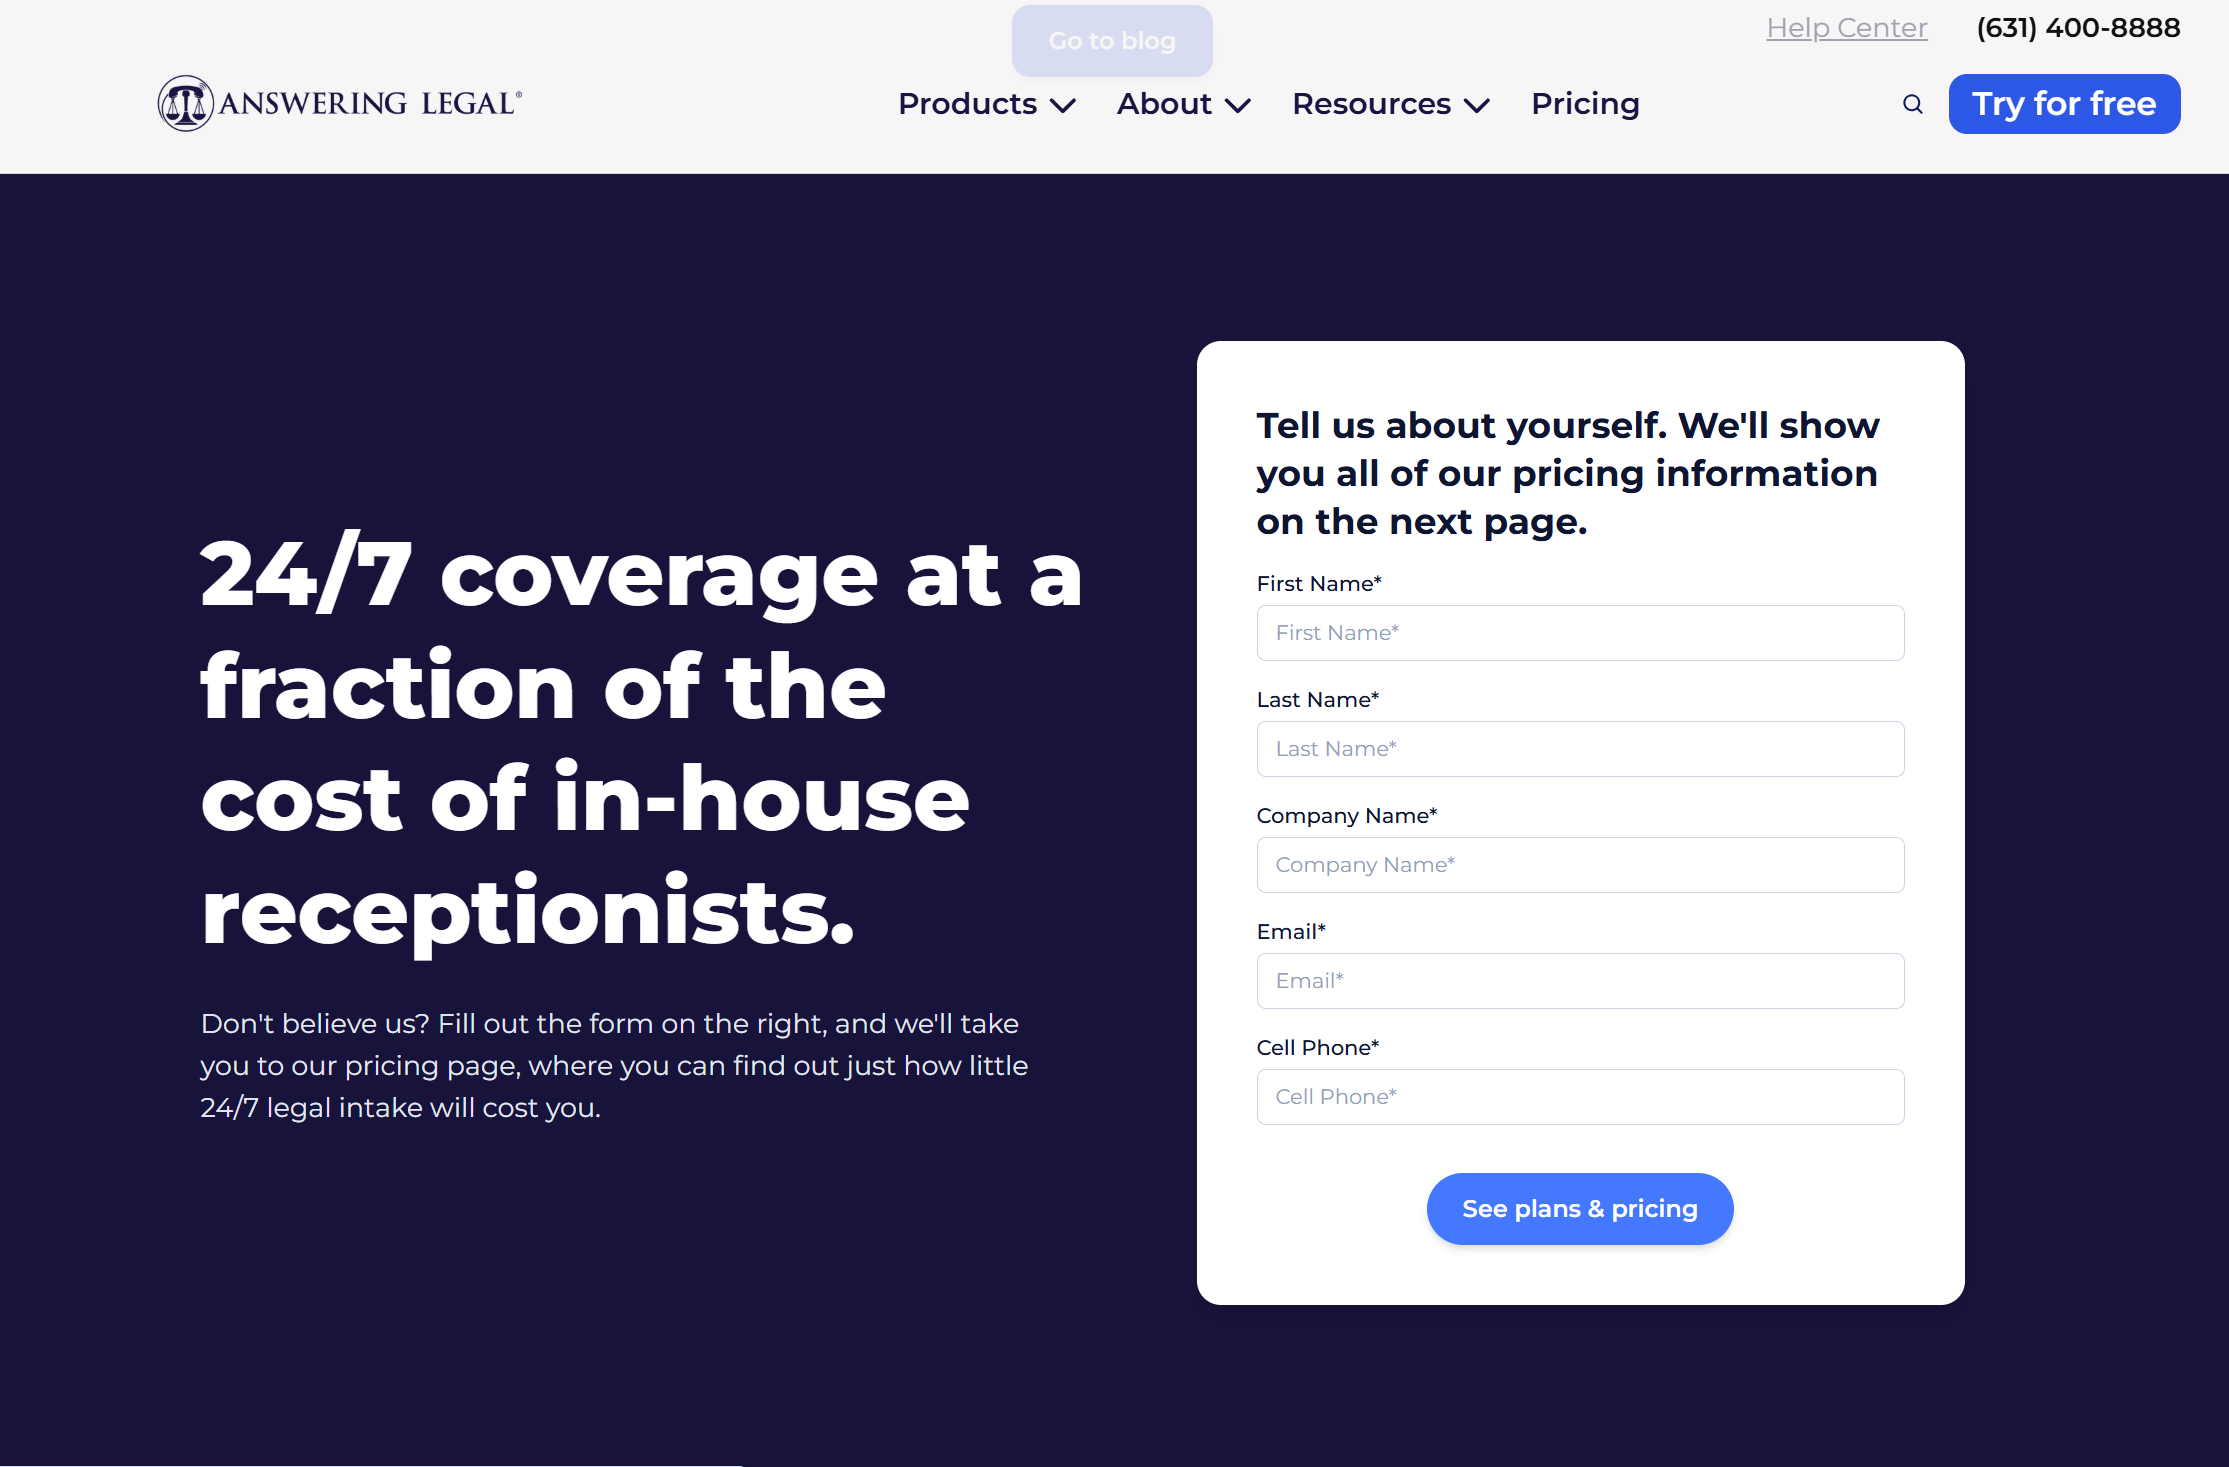 Go to blog
Help Center
(631) 400-8888
ANSWERING LEGAL®
Products
About
Resources
Pricing
Try for free
24/7 coverage at a
fraction of the
cost of in-house
receptionists.
Don't believe us? Fill out the form on the right, and we'll take
you to our pricing page, where you can find out just how little
24/7 legal intake will cost you.
Tell us about yourself. We'll show
you all of our pricing information
on the next page.
First Name*
First Name*
Last Name*
Last Name*
Company Name*
Company Name*
Email*
Email*
Cell Phone*
Cell Phone*
See plans & pricing